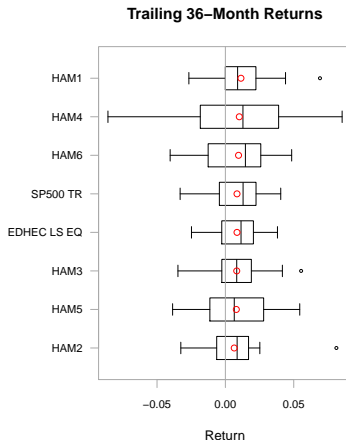 Trailing 36−Month Returns
HAM1
HAM4
HAM6
SP500 TR
EDHEC LS EQ
HAM3
HAM5
HAM2
−0.05 0.00 0.05
Return